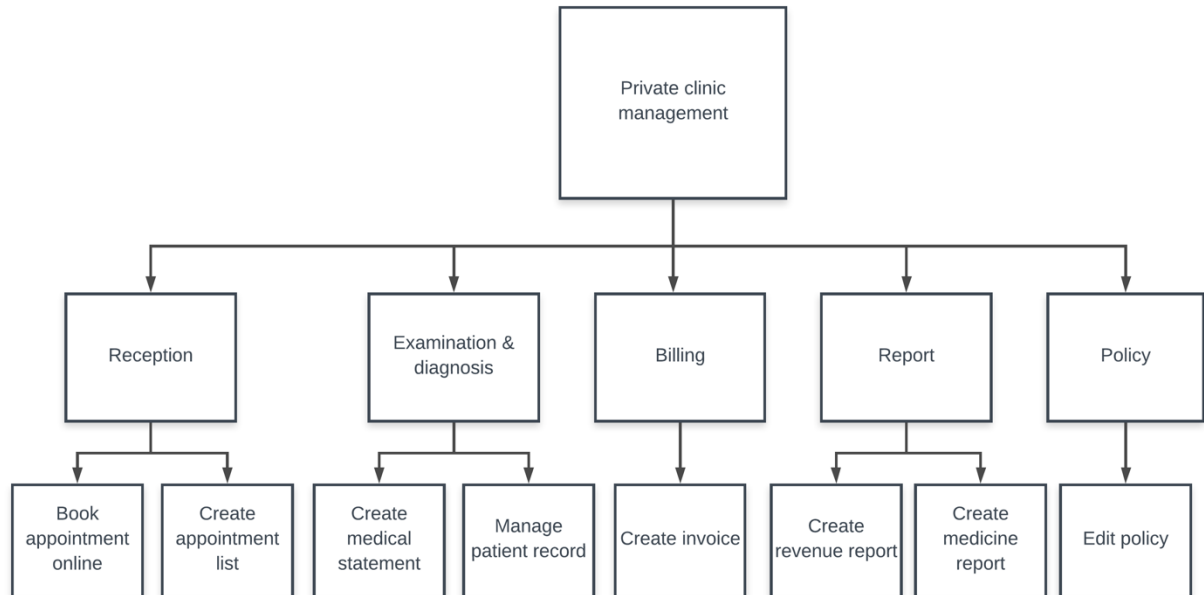 Private clinic
management
Reception
Examination &
diagnosis
Billing
Report
Policy
Book
appointment
online
Create
appointment
list
Create
medical
statement
Manage
patient record
Create invoice
Create
revenue report
Create
medicine
report
Edit policy